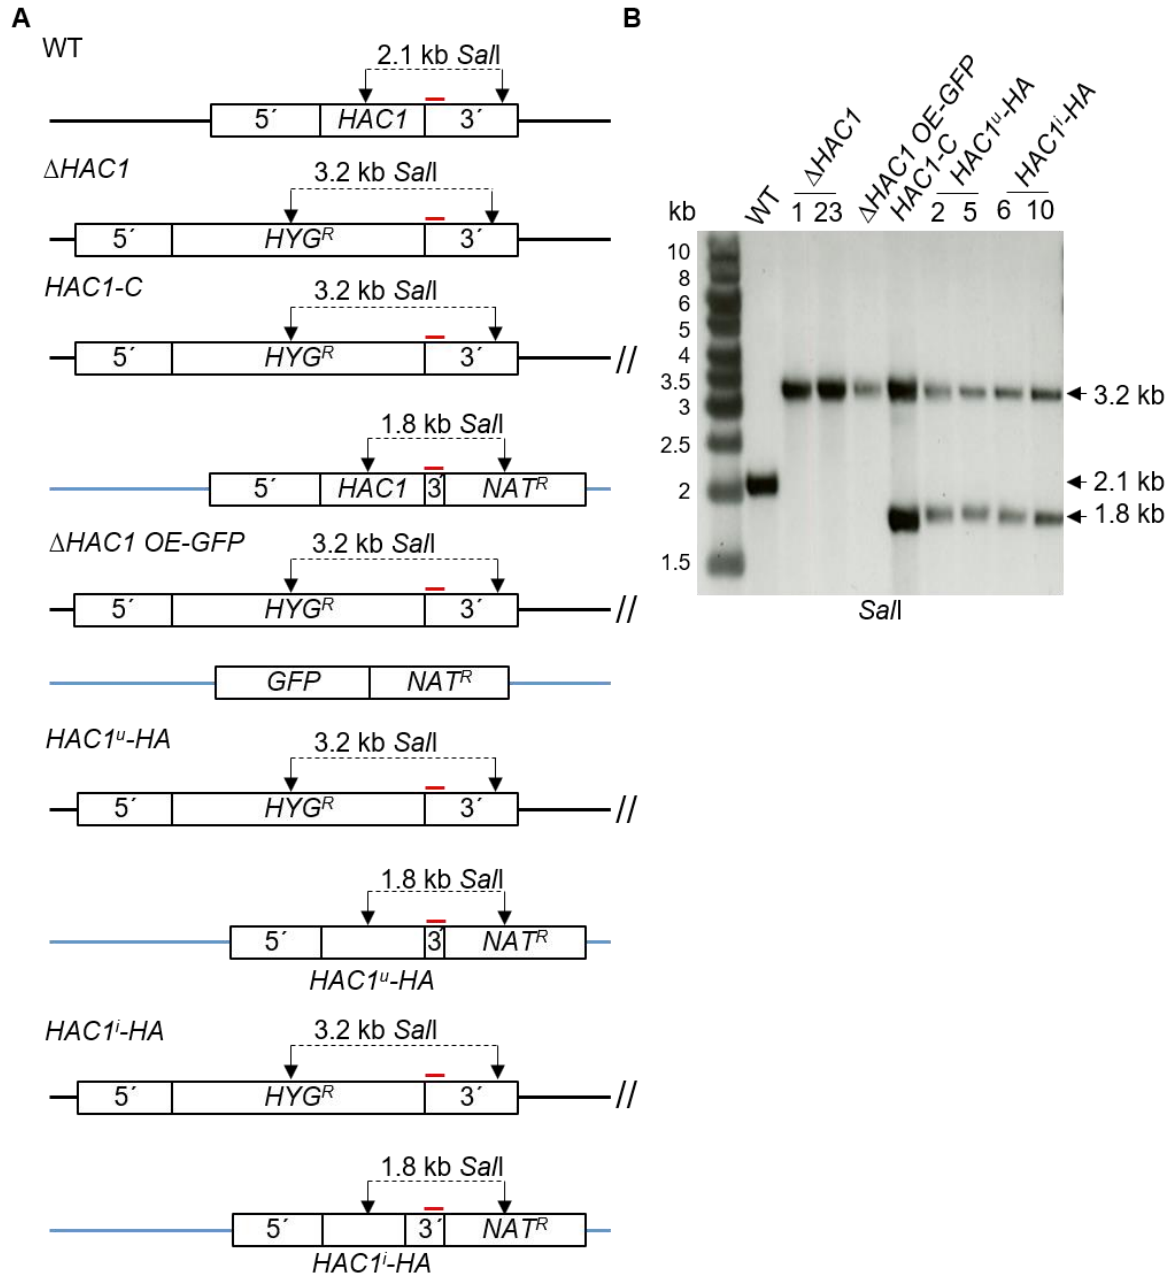 A
WT
2.1 kb SalI
5´ HAC1 3´
ΔHAC1
3.2 kb SalI
5´ HYGᴿ 3´
HAC1-C
3.2 kb SalI
5´ HYGᴿ 3´ //
1.8 kb SalI
5´ HAC1 3´ NATᴿ
ΔHAC1 OE-GFP
3.2 kb SalI
5´ HYGᴿ 3´ //
GFP NATᴿ
HAC1ᵘ-HA
3.2 kb SalI
5´ HYGᴿ 3´ //
1.8 kb SalI
5´ 3´ NATᴿ
HAC1ᵘ-HA
HAC1ⁱ-HA
3.2 kb SalI
5´ HYGᴿ 3´ //
1.8 kb SalI
5´ 3´ NATᴿ
HAC1ⁱ-HA
B
WT ΔHAC1 ΔHAC1 OE-GFP HAC1-C HAC1ᵘ-HA HAC1ⁱ-HA
kb 1 23 2 5 6 10
10
8
6
5
4
3.5
3
2.5
2
1.5
3.2 kb
2.1 kb
1.8 kb
SalI